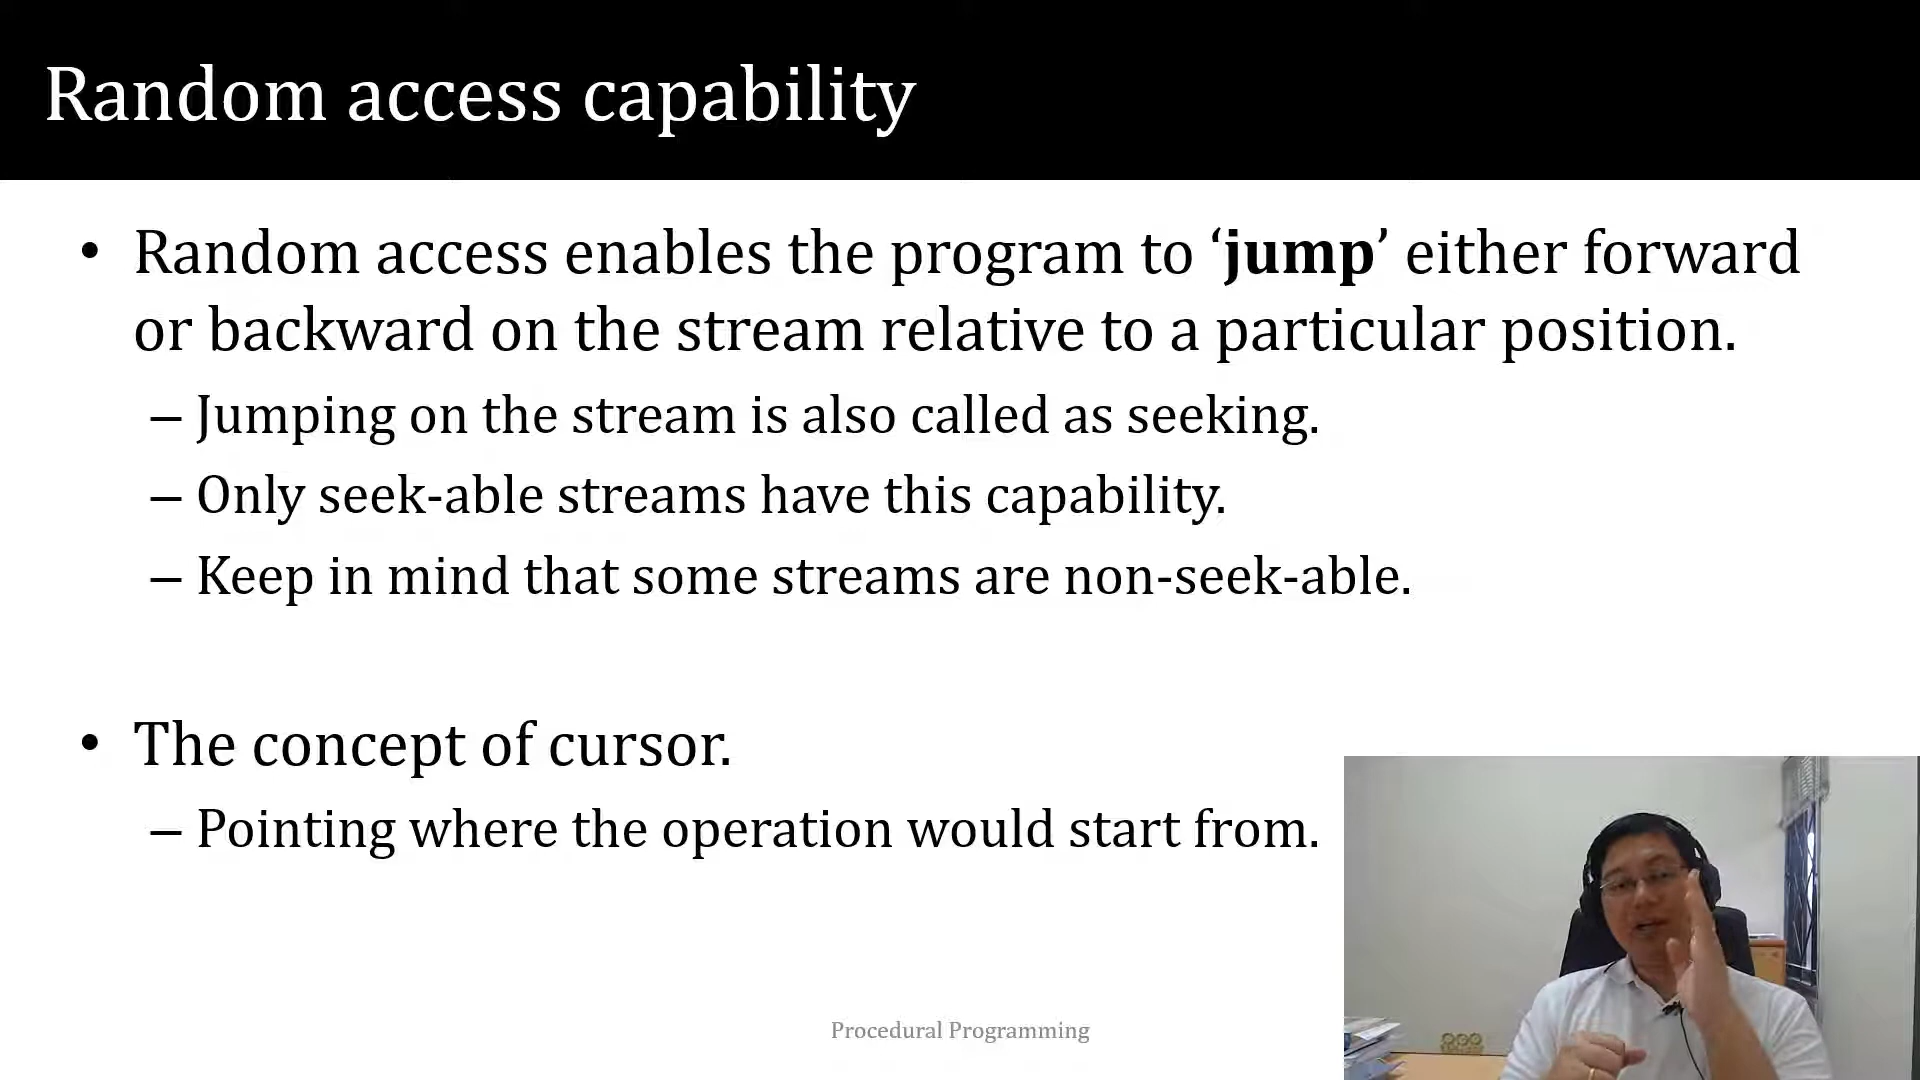 Random access capability
• Random access enables the program to ‘jump’ either forward
or backward on the stream relative to a particular position.
– Jumping on the stream is also called as seeking.
– Only seek-able streams have this capability.
– Keep in mind that some streams are non-seek-able.
• The concept of cursor.
– Pointing where the operation would start from.
Procedural Programming